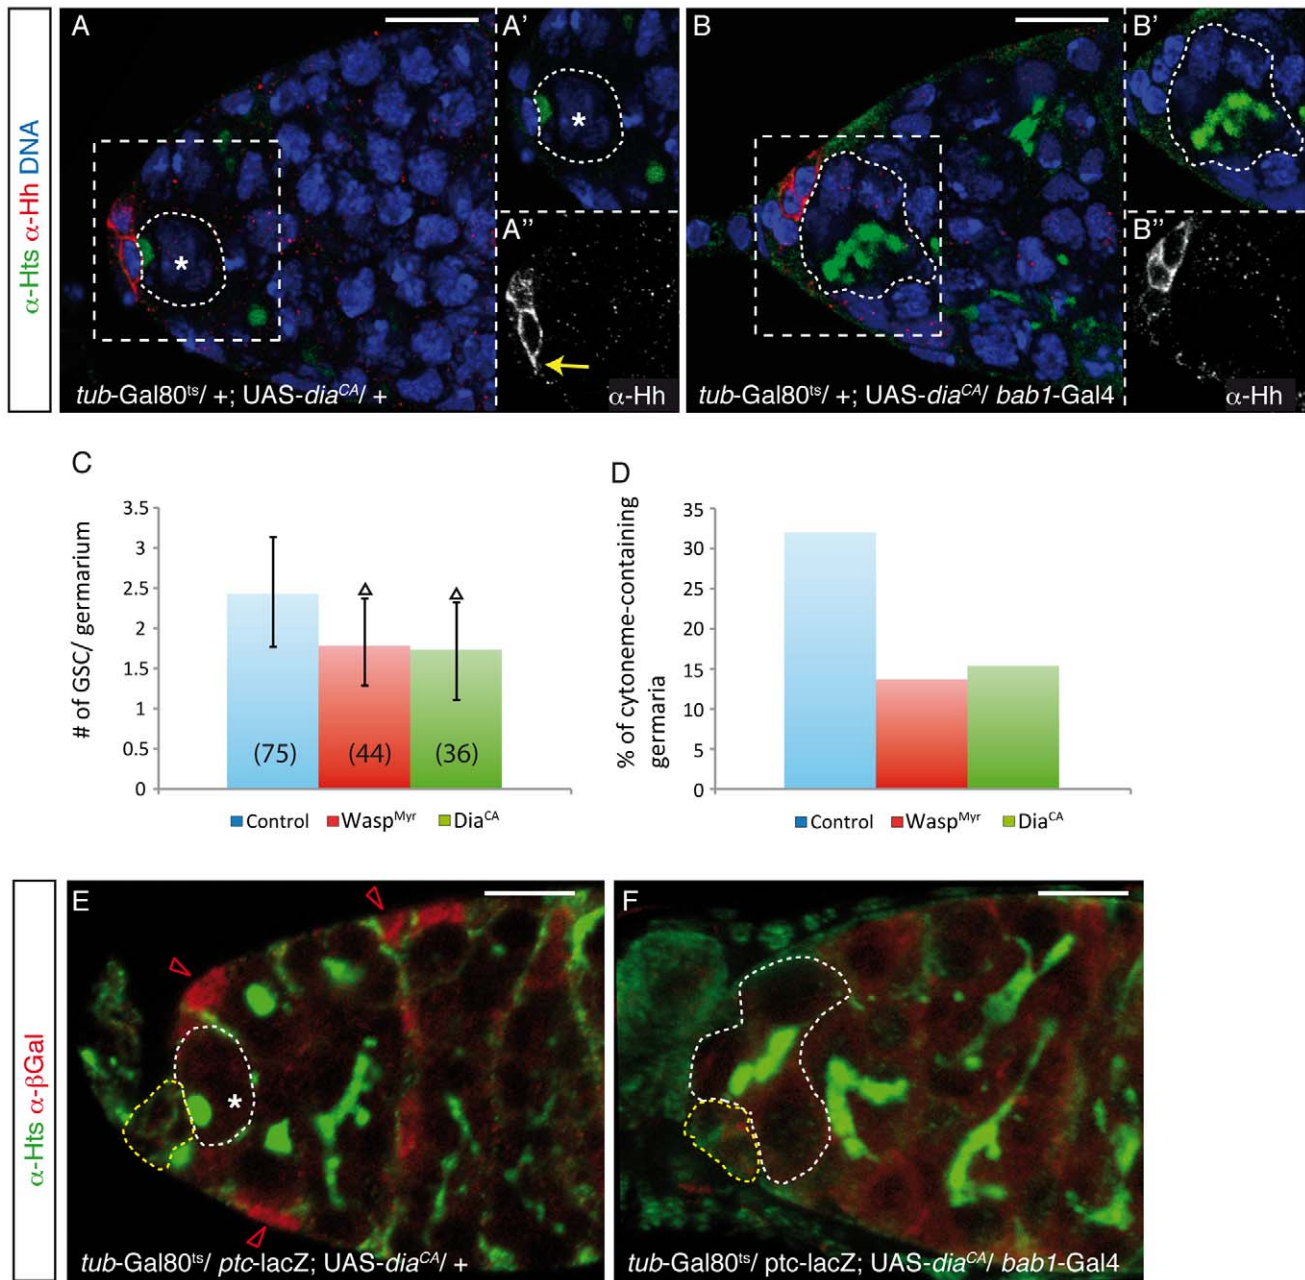 α-Hts α-Hh DNA
A
A’
B
B’
A’’
B’’
tub-Gal80ts/ +; UAS-diaCA/ +
α-Hh
tub-Gal80ts/ +; UAS-diaCA/ bab1-Gal4
α-Hh
C
D
# of GSC/ germarium
3.5
3
2.5
2
1.5
1
0.5
0
(75)
(44)
(36)
Control
WaspMyr
DiaCA
% of cytoneme-containing
germaria
35
30
25
20
15
10
5
0
Control
WaspMyr
DiaCA
α-Hts α-βGal
E
*
F
tub-Gal80ts/ ptc-lacZ; UAS-diaCA/ +
tub-Gal80ts/ ptc-lacZ; UAS-diaCA/ bab1-Gal4